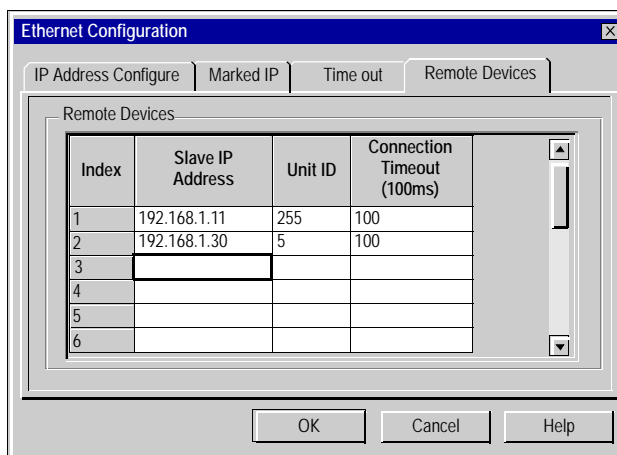 Ethernet Configuration
IP Address Configure Marked IP Time out Remote Devices
Remote Devices
Index Slave IP Address Unit ID Connection Timeout (100ms)
1 192.168.1.11 255 100
2 192.168.1.30 5 100
3
4
5
6
OK Cancel Help